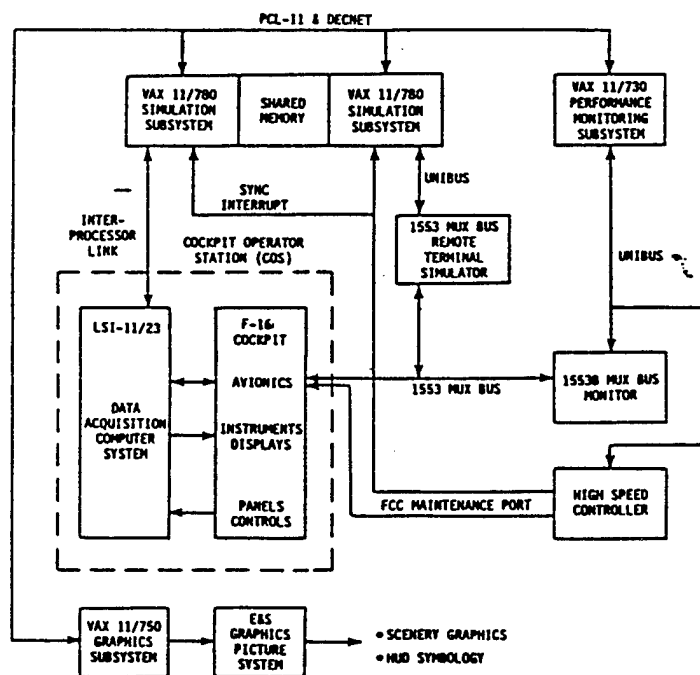 PCL-11 & DECNET
VAX 11/780
SIMULATION
SUBSYSTEM
SHARED
MEMORY
VAX 11/780
SIMULATION
SUBSYSTEM
VAX 11/730
PERFORMANCE
MONITORING
SUBSYSTEM
SYNC
INTERRUPT
UNIBUS
INTER-
PROCESSOR
LINK
COCKPIT OPERATOR
STATION (COS)
1553 MUX BUS
REMOTE
TERMINAL
SIMULATOR
UNIBUS
LSI-11/23
DATA
ACQUISITION
COMPUTER
SYSTEM
F-16
COCKPIT
AVIONICS
INSTRUMENTS
DISPLAYS
PANELS
CONTROLS
1553 MUX BUS
1553B MUX BUS
MONITOR
FCC MAINTENANCE PORT
HIGH SPEED
CONTROLLER
VAX 11/750
GRAPHICS
SUBSYSTEM
E&S
GRAPHICS
PICTURE
SYSTEM
• SCENERY GRAPHICS
• HUD SYMBOLOGY